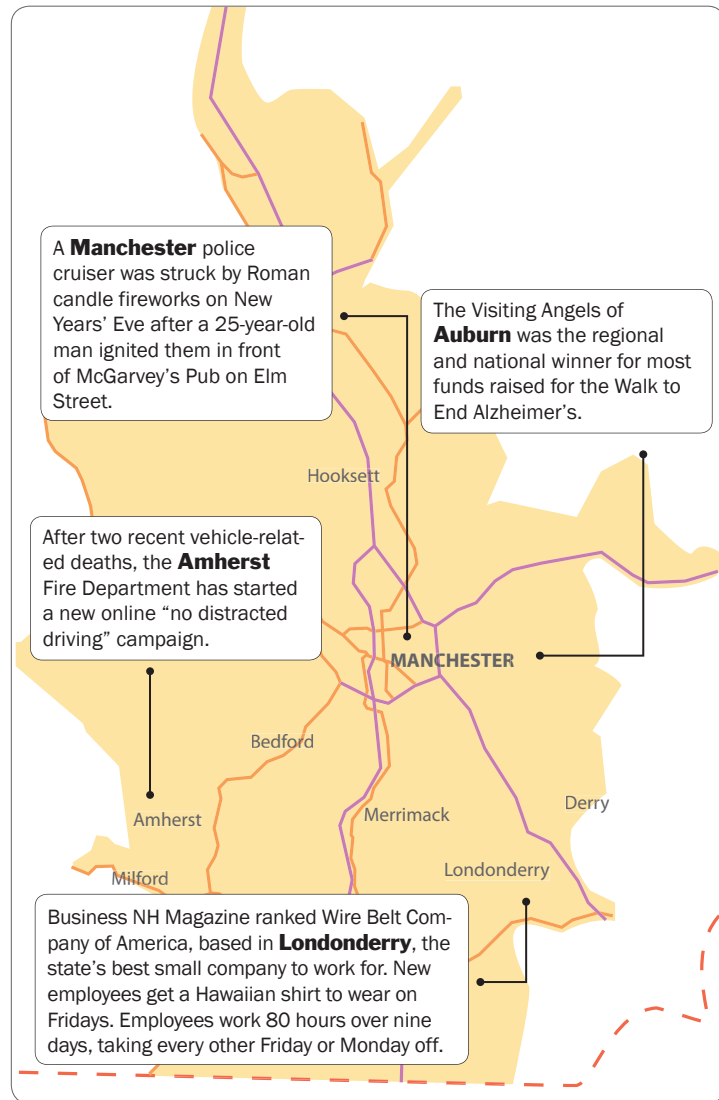 A Manchester police
cruiser was struck by Roman
candle fireworks on New
Years’ Eve after a 25-year-old
man ignited them in front
of McGarvey’s Pub on Elm
Street.
The Visiting Angels of
Auburn was the regional
and national winner for most
funds raised for the Walk to
End Alzheimer’s.
Hooksett
After two recent vehicle-relat-
ed deaths, the Amherst
Fire Department has started
a new online “no distracted
driving” campaign.
MANCHESTER
Bedford
Amherst
Merrimack
Derry
Milford
Londonderry
Business NH Magazine ranked Wire Belt Com-
pany of America, based in Londonderry, the
state’s best small company to work for. New
employees get a Hawaiian shirt to wear on
Fridays. Employees work 80 hours over nine
days, taking every other Friday or Monday off.